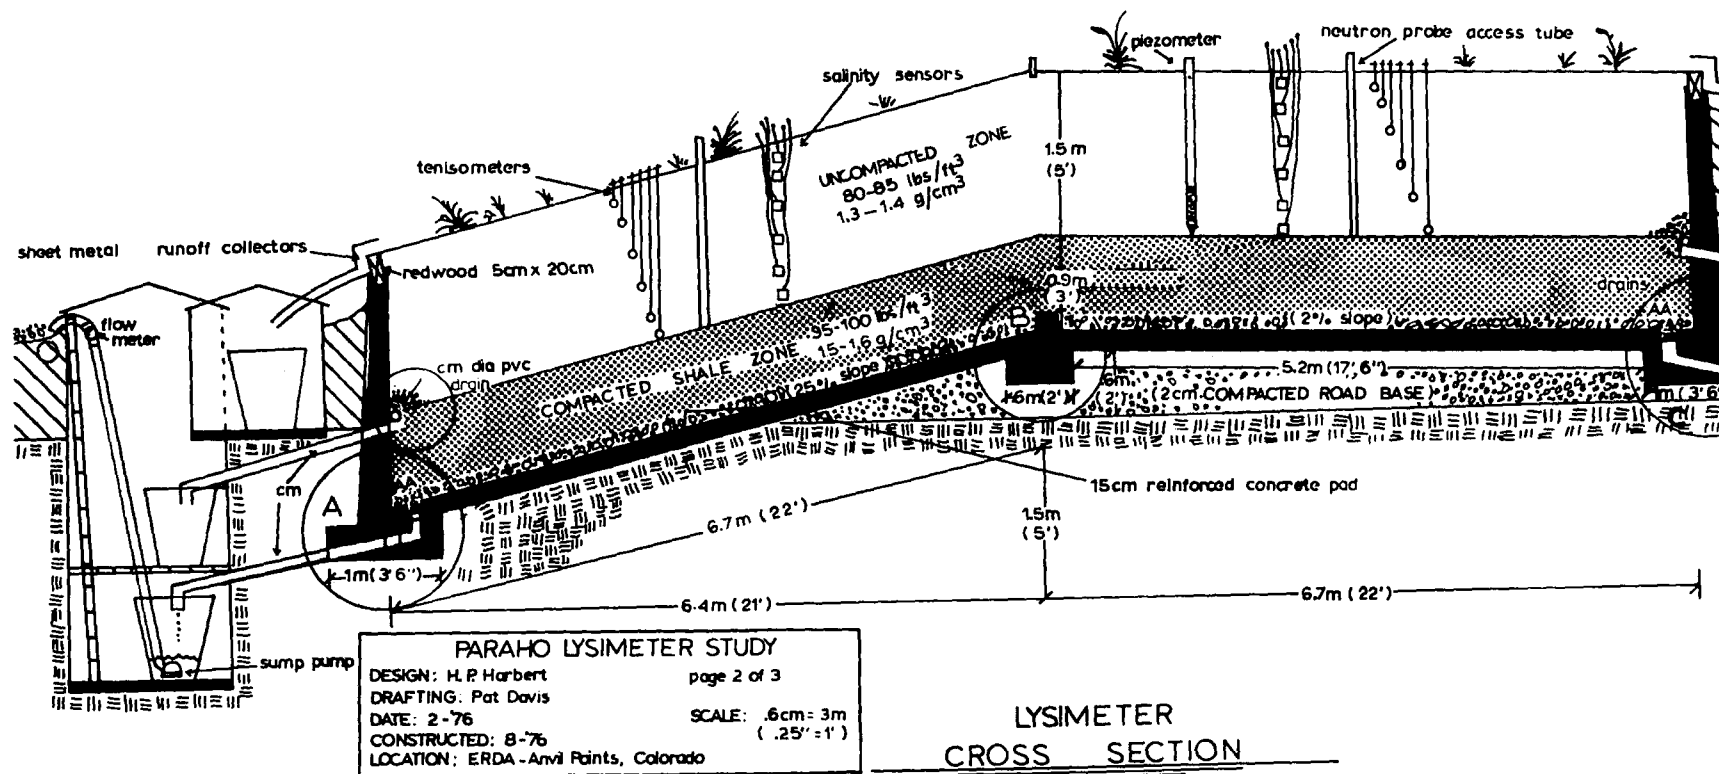 piezometer
neutron probe access tube
salinity sensors
tenisometers
UNCOMPACTED ZONE
80-85 lbs/ft3
1.3-1.4 g/cm3
1.5m
(5')
sheet metal
runoff collectors
redwood 5cm x 20cm
flow
meter
cm dia pvc
drain
COMPACTED SHALE ZONE 95-100 lbs/ft3
1.5-1.6 g/cm3
(25% slope
0.9m
3'
B
(2% slope)
drains
AA
5.2m (17',6")
.6m(2')
.6m
(2')
(2cm COMPACTED ROAD BASE)
m(3'6
A
AA
cm
1m(3'6")
15cm reinforced concrete pad
6.7m (22')
1.5m
(5')
6.4m (21')
6.7m (22')
sump pump
PARAHO LYSIMETER STUDY
DESIGN: H.P. Harbert page 2 of 3
DRAFTING: Pat Davis
DATE: 2-'76 SCALE: .6cm=3m
CONSTRUCTED: 8-'76 (.25"=1')
LOCATION: ERDA-Anvil Points, Colorado
LYSIMETER
CROSS SECTION